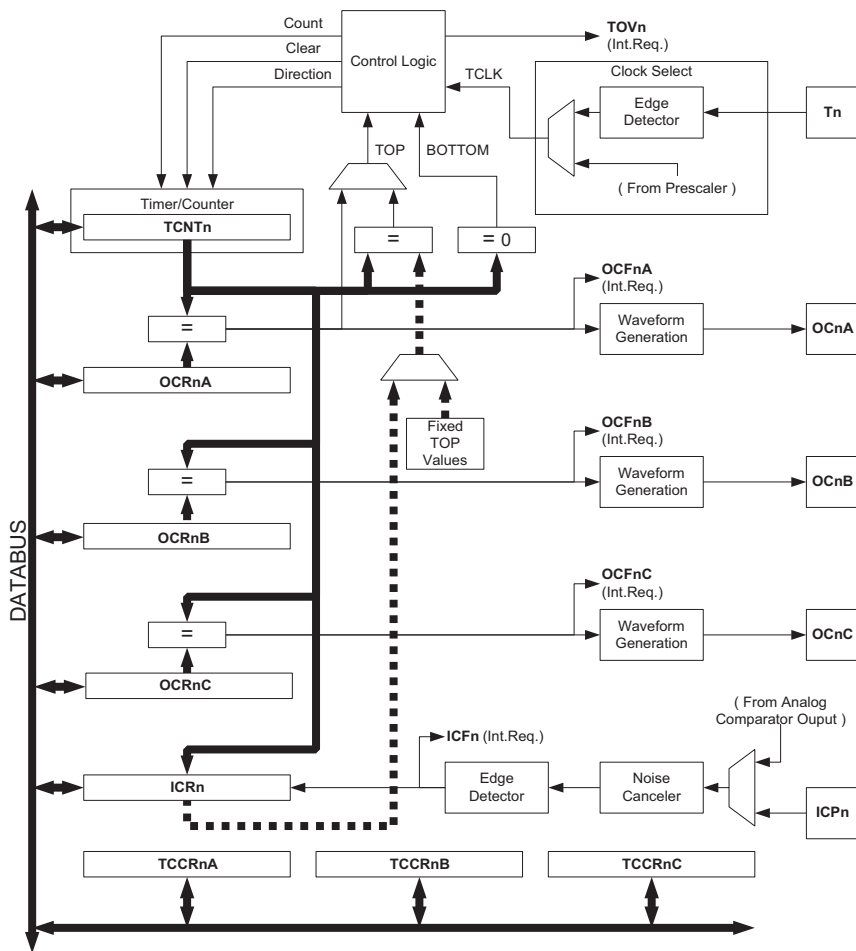 Count
Clear
Direction
Control Logic
TOVn
(Int.Req.)
TCLK
Clock Select
Edge
Detector
Tn
( From Prescaler )
TOP
BOTTOM
Timer/Counter
TCNTn
=
= 0
=
OCRnA
OCFnA
(Int.Req.)
Waveform
Generation
OCnA
Fixed
TOP
Values
=
OCRnB
OCFnB
(Int.Req.)
Waveform
Generation
OCnB
DATABUS
=
OCRnC
OCFnC
(Int.Req.)
Waveform
Generation
OCnC
( From Analog
Comparator Ouput )
ICFn (Int.Req.)
ICRn
Edge
Detector
Noise
Canceler
ICPn
TCCRnA
TCCRnB
TCCRnC